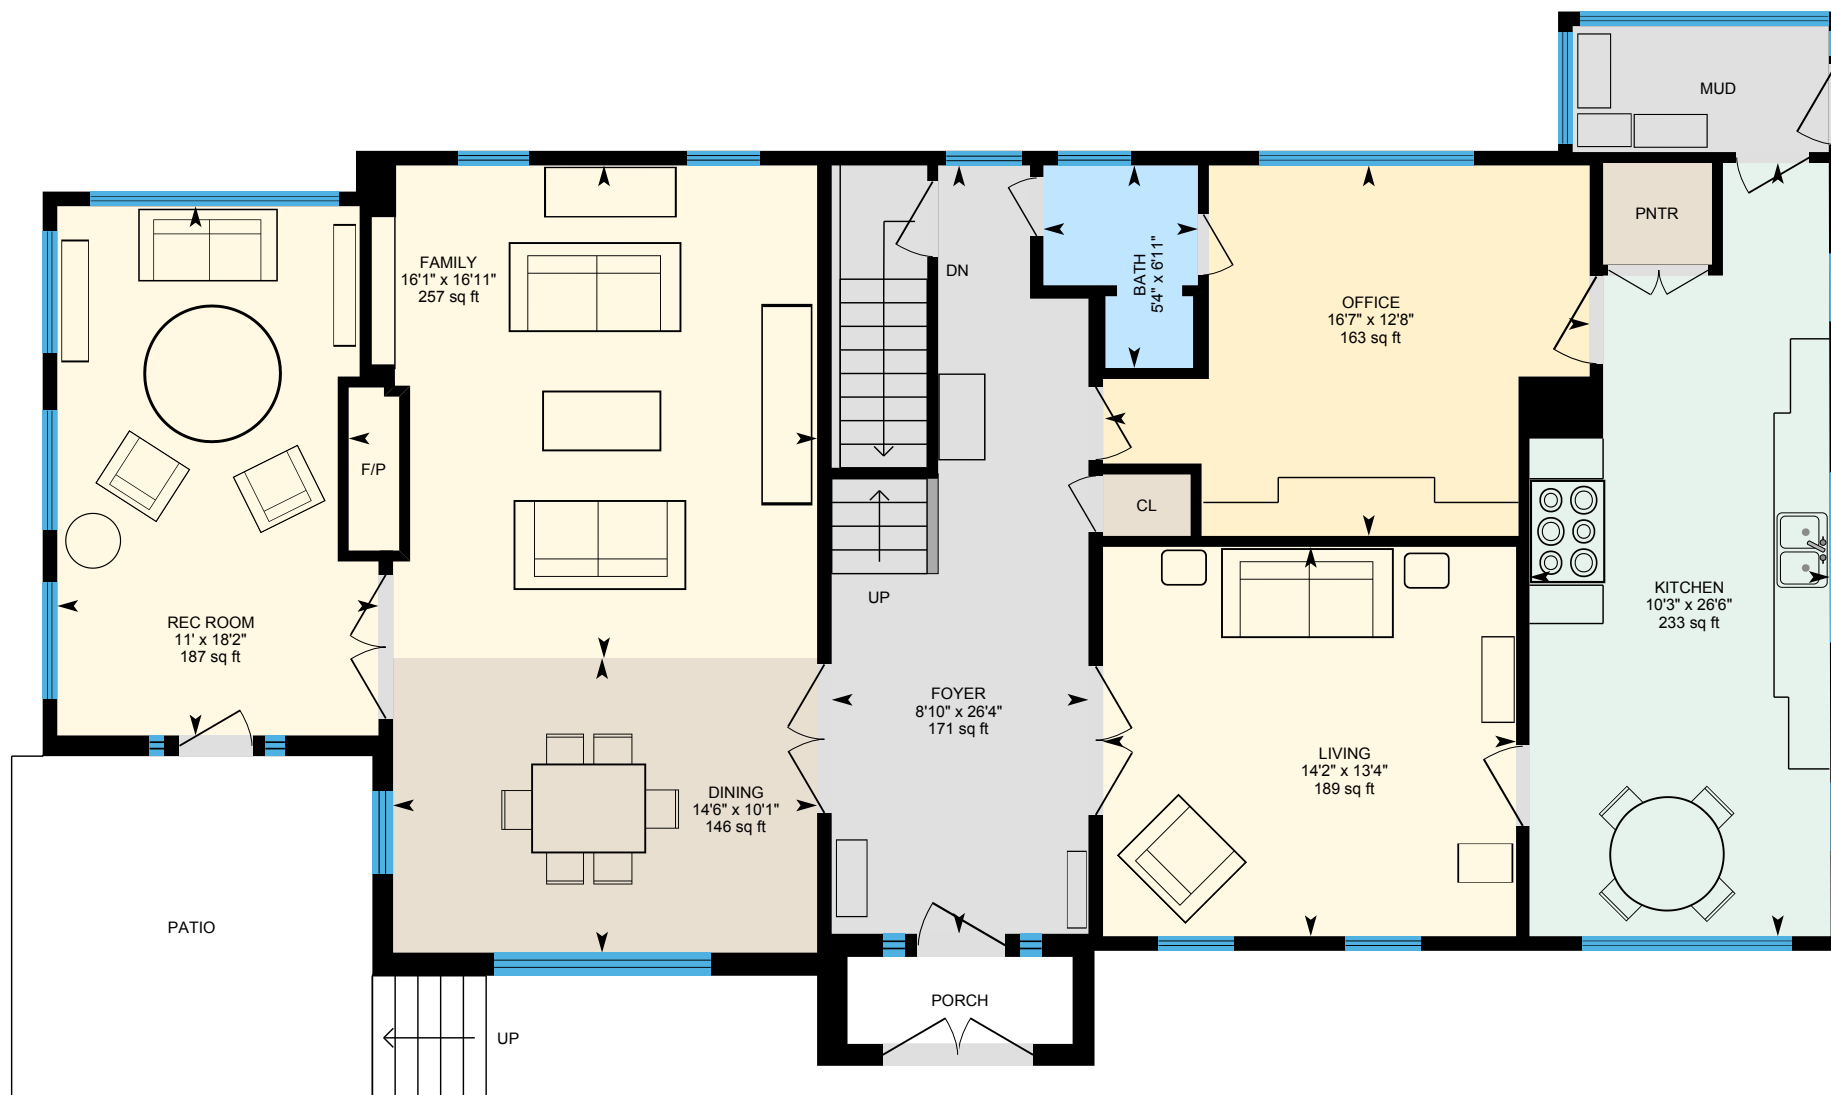 MUD
PNTR
FAMILY
16'1" x 16'11"
257 sq ft
DN
BATH
5'4" x 6'11"
OFFICE
16'7" x 12'8"
163 sq ft
F/P
CL
UP
KITCHEN
10'3" x 26'6"
233 sq ft
REC ROOM
11' x 18'2"
187 sq ft
FOYER
8'10" x 26'4"
171 sq ft
LIVING
14'2" x 13'4"
189 sq ft
DINING
14'6" x 10'1"
146 sq ft
PATIO
PORCH
UP